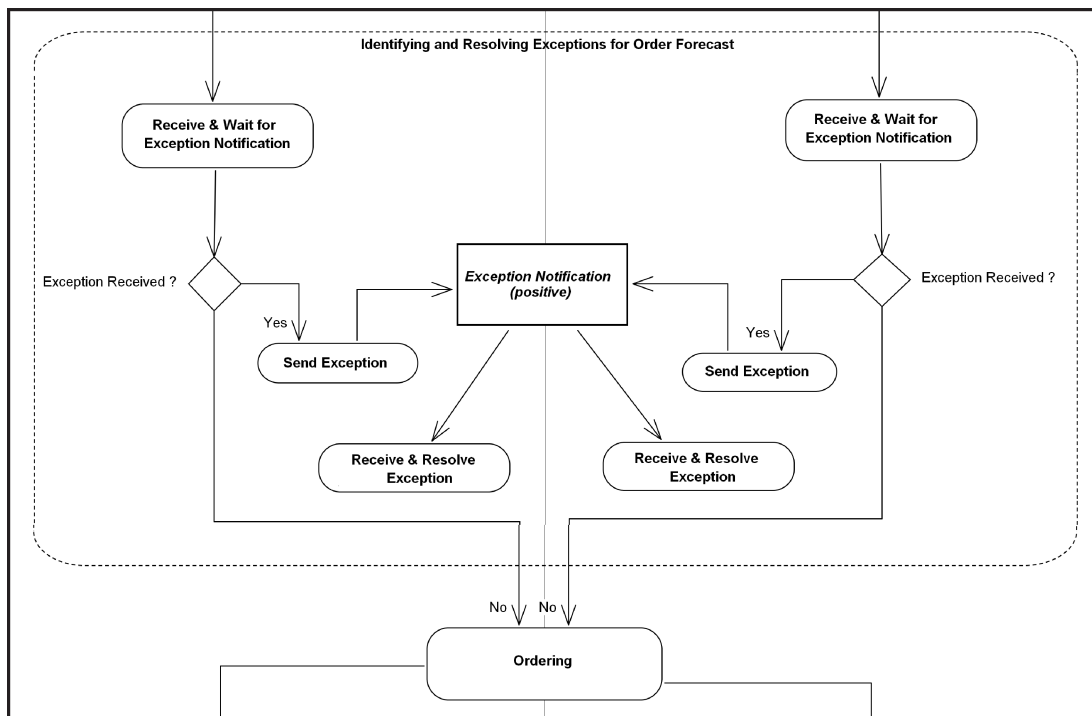 Identifying and Resolving Exceptions for Order Forecast
Receive & Wait for
Exception Notification
Receive & Wait for
Exception Notification
Exception Received ?
Exception Notification
(positive)
Exception Received ?
Yes
Yes
Send Exception
Send Exception
Receive & Resolve
Exception
Receive & Resolve
Exception
No
No
Ordering